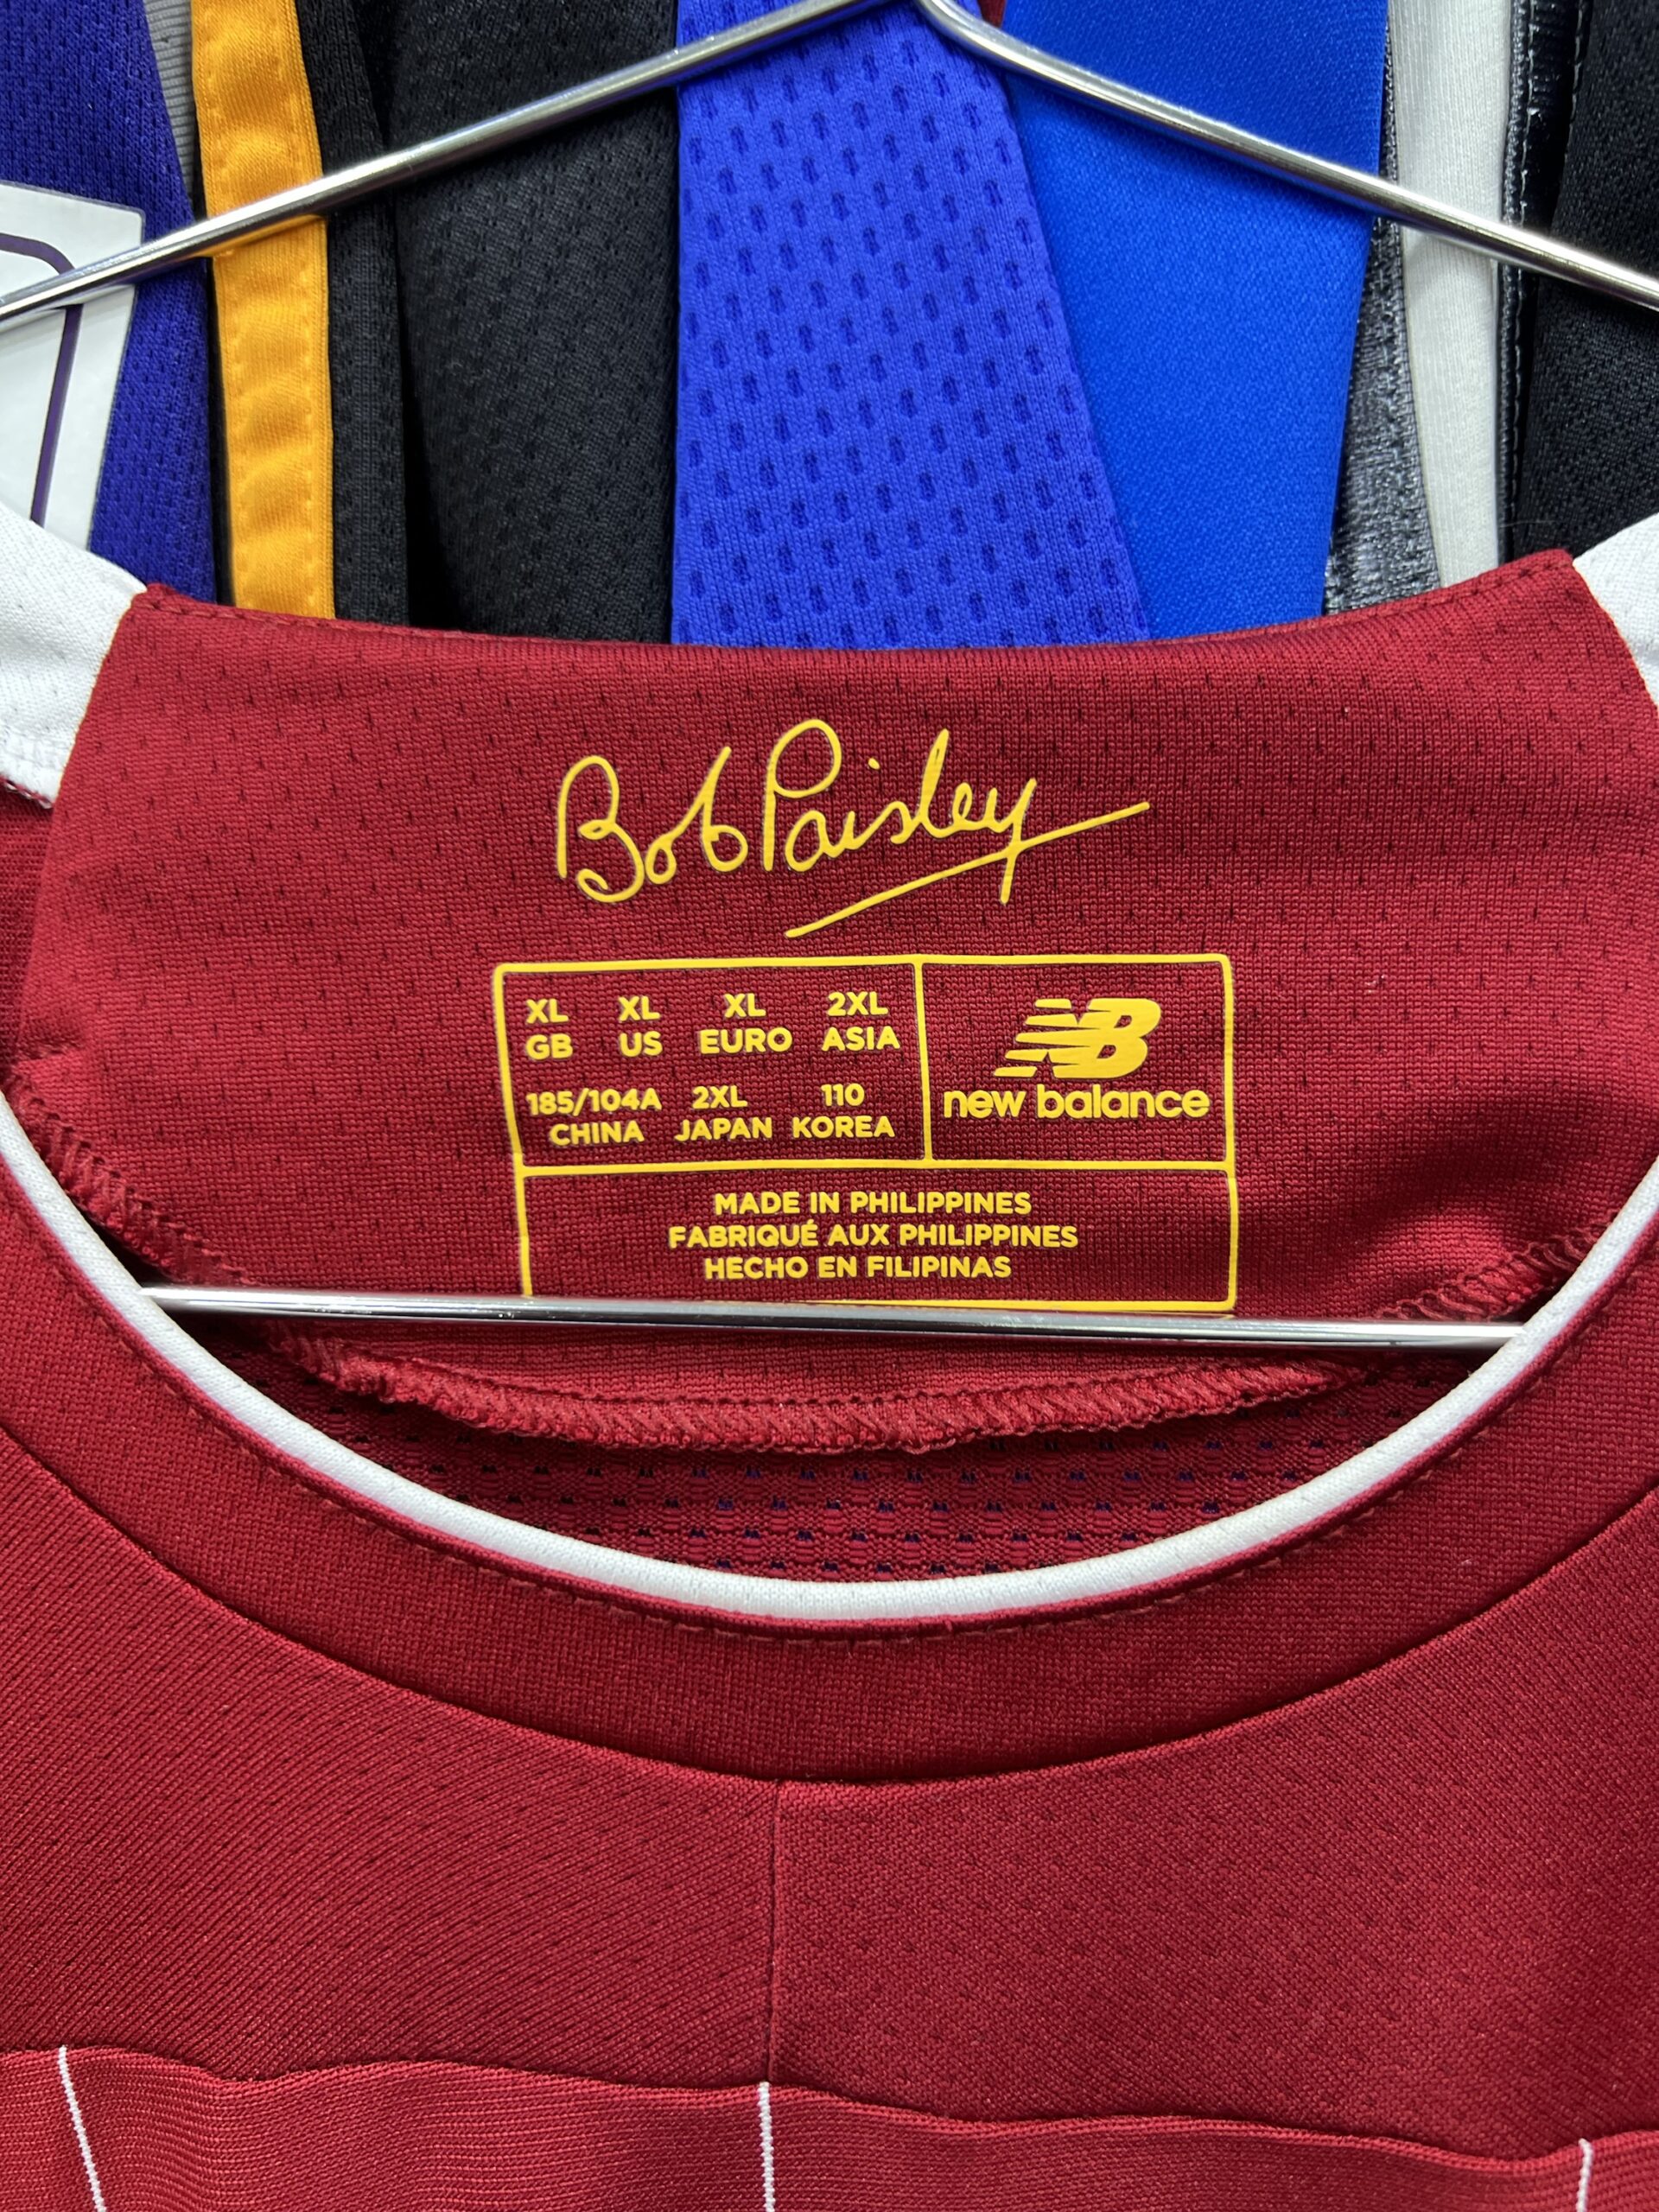 Bob Paisley
XL XL XL 2XL
GB US EURO ASIA
185/104A 2XL 110
CHINA JAPAN KOREA
NB
new balance
MADE IN PHILIPPINES
FABRIQUÉ AUX PHILIPPINES
HECHO EN FILIPINAS